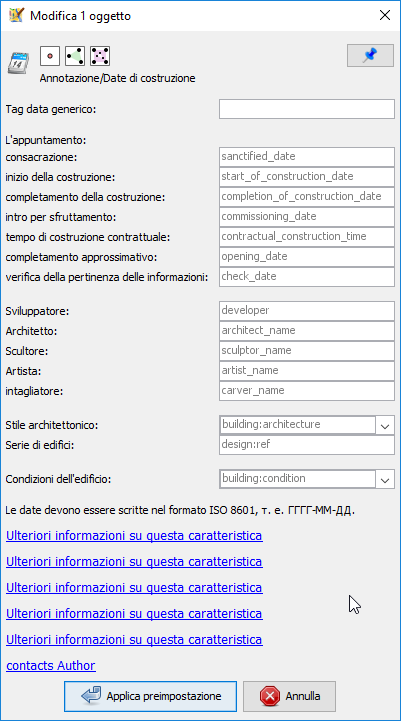 Modifica 1 oggetto
14
Annotazione/Date di costruzione
Tag data generico:
L'appuntamento:
consacrazione: sanctified_date
inizio della costruzione: start_of_construction_date
completamento della costruzione: completion_of_construction_date
intro per sfruttamento: commissioning_date
tempo di costruzione contrattuale: contractual_construction_time
completamento approssimativo: opening_date
verifica della pertinenza delle informazioni: check_date
Sviluppatore: developer
Architetto: architect_name
Scultore: sculptor_name
Artista: artist_name
intagliatore: carver_name
Stile architettonico: building:architecture
Serie di edifici: design:ref
Condizioni dell'edificio: building:condition
Le date devono essere scritte nel formato ISO 8601, т. е. ГГГГ-ММ-ДД.
Ulteriori informazioni su questa caratteristica
Ulteriori informazioni su questa caratteristica
Ulteriori informazioni su questa caratteristica
Ulteriori informazioni su questa caratteristica
Ulteriori informazioni su questa caratteristica
contacts Author
Applica preimpostazione Annulla